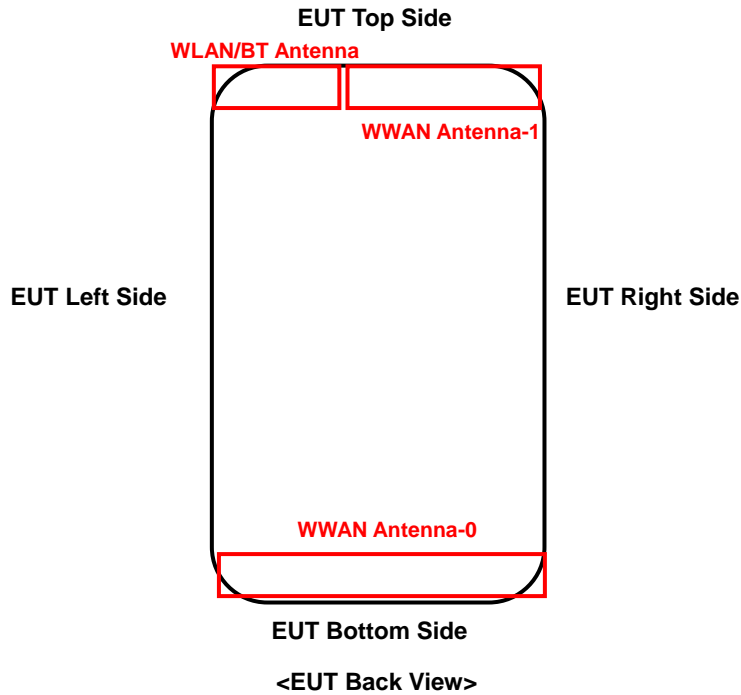 EUT Top Side
WLAN/BT Antenna
WWAN Antenna-1
EUT Left Side
EUT Right Side
WWAN Antenna-0
EUT Bottom Side
<EUT Back View>